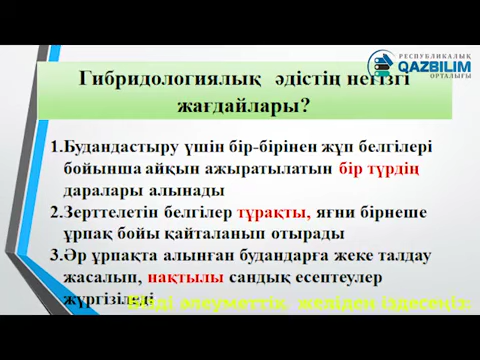 РЕСПУБЛИКАЛЫҚ
QAZBILIM
ОРТАЛЫҒЫ
Гибридологиялық әдістің негізгі
жағдайлары?
1.Будандастыру үшін бір-бірінен жұп белгілері
бойынша айқын ажыратылатын бір түрдің
даралары алынады
2.Зерттелетін белгілер тұрақты, яғни бірнеше
ұрпақ бойы қайталанып отырады
3.Әр ұрпақта алынған будандарға жеке талдау
жасалып, нақтылы сандық есептеулер
жүргізіледі
әлеуметтік желіден іздесеңіз: